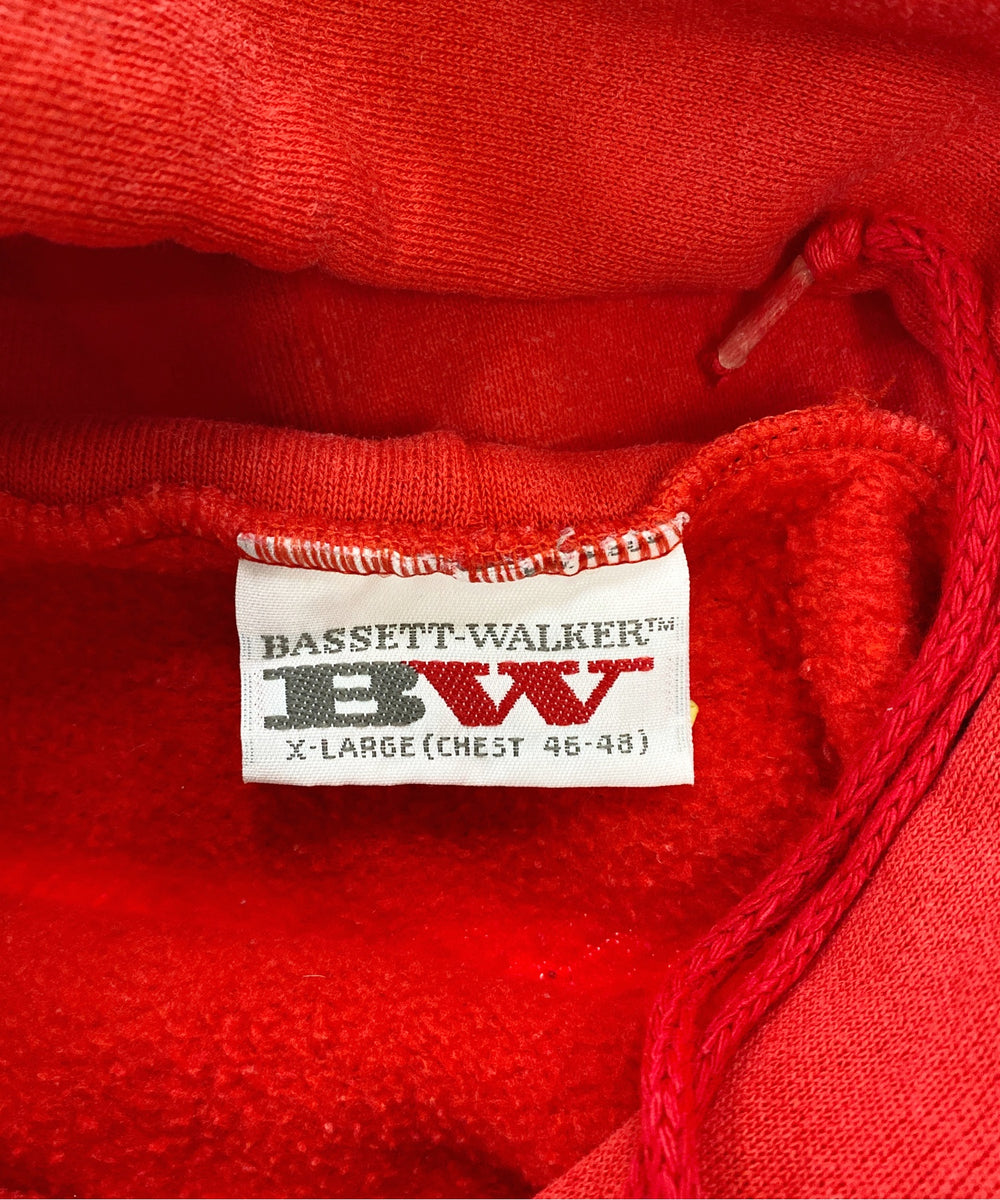 BASSETT-WALKER™
BW
X-LARGE (CHEST 46-48)